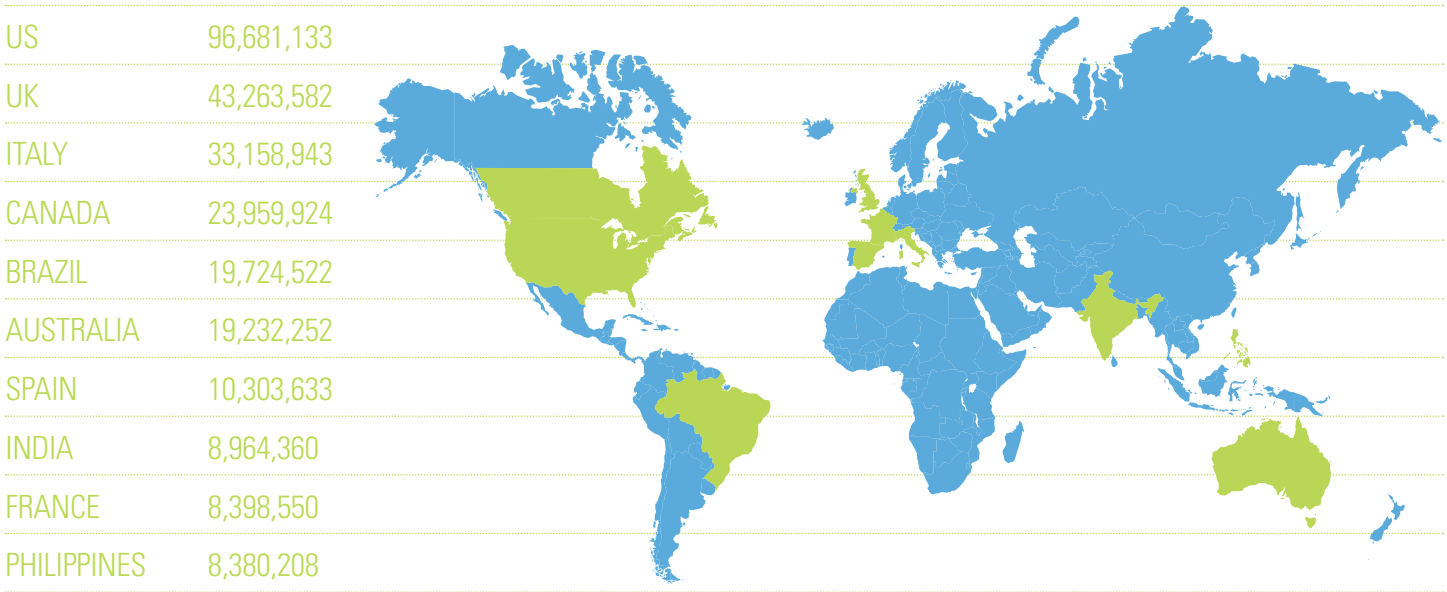 US 96,681,133
UK 43,263,582
ITALY 33,158,943
CANADA 23,959,924
BRAZIL 19,724,522
AUSTRALIA 19,232,252
SPAIN 10,303,633
INDIA 8,964,360
FRANCE 8,398,550
PHILIPPINES 8,380,208